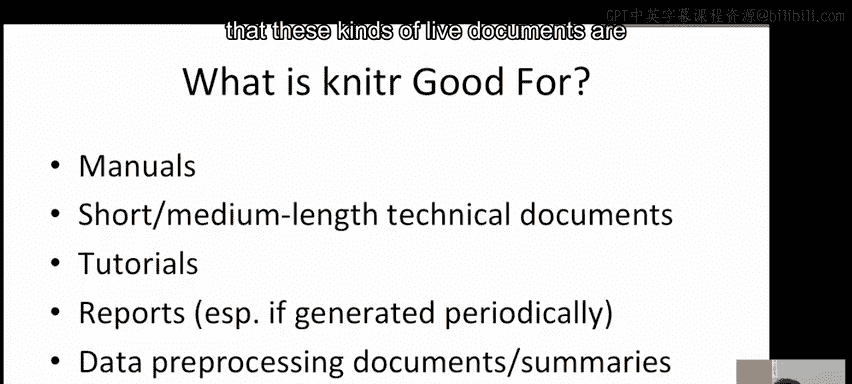 GPT中英字幕课程资源@bilibili.com
that these kinds of live documents are
What is knitr Good For?
• Manuals
• Short/medium-length technical documents
• Tutorials
• Reports (esp. if generated periodically)
• Data preprocessing documents/summaries